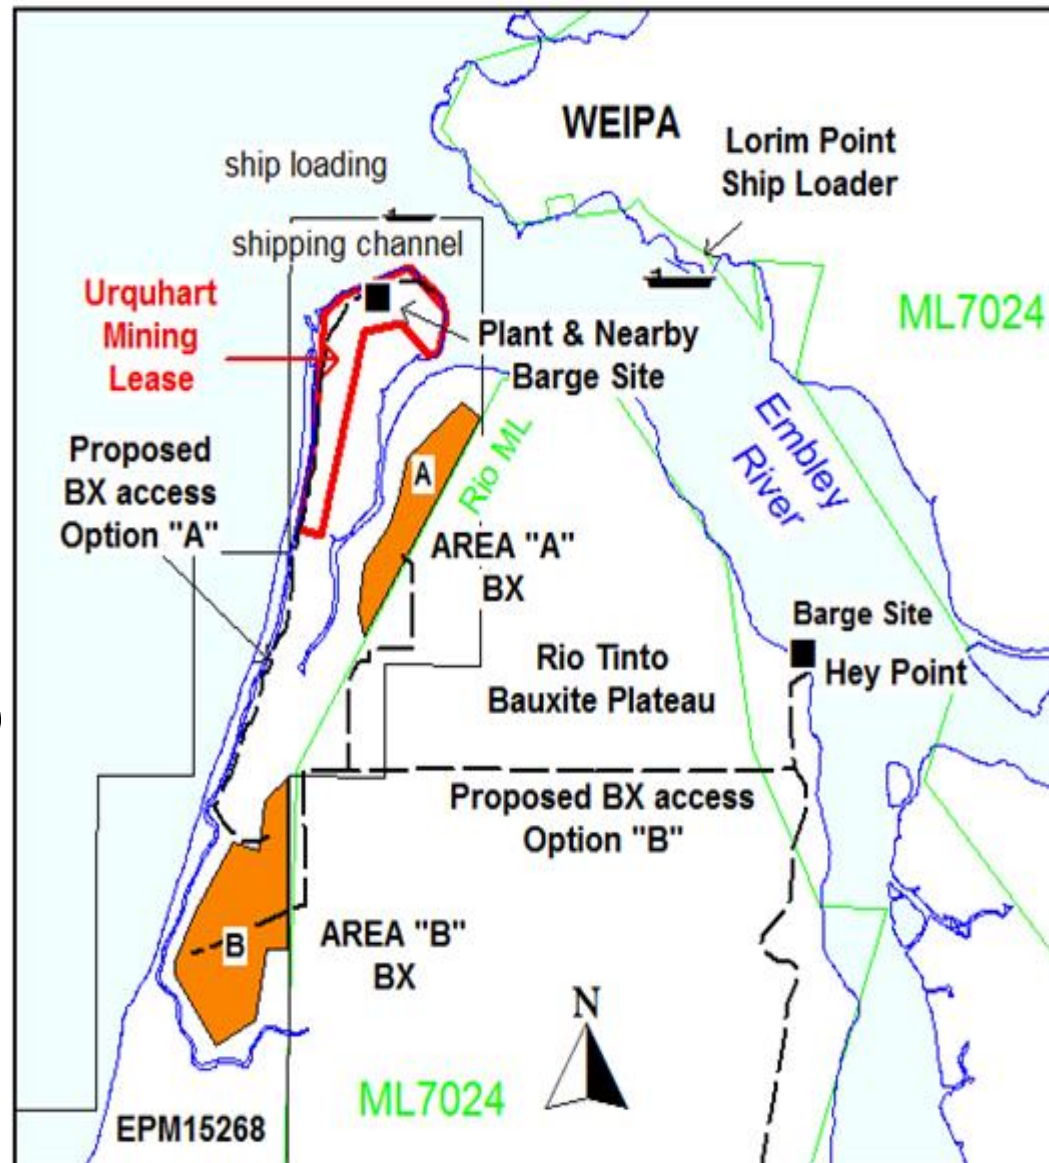 WEIPA
Lorim Point
Ship Loader
ship loading
shipping channel
Urquhart
Mining
Lease
ML7024
Plant & Nearby
Barge Site
Proposed
BX access
Option "A"
A
Rio ML
Embley
River
AREA "A"
BX
Barge Site
Hey Point
Rio Tinto
Bauxite Plateau
Proposed BX access
Option "B"
B
AREA "B"
BX
N
ML7024
EPM15268